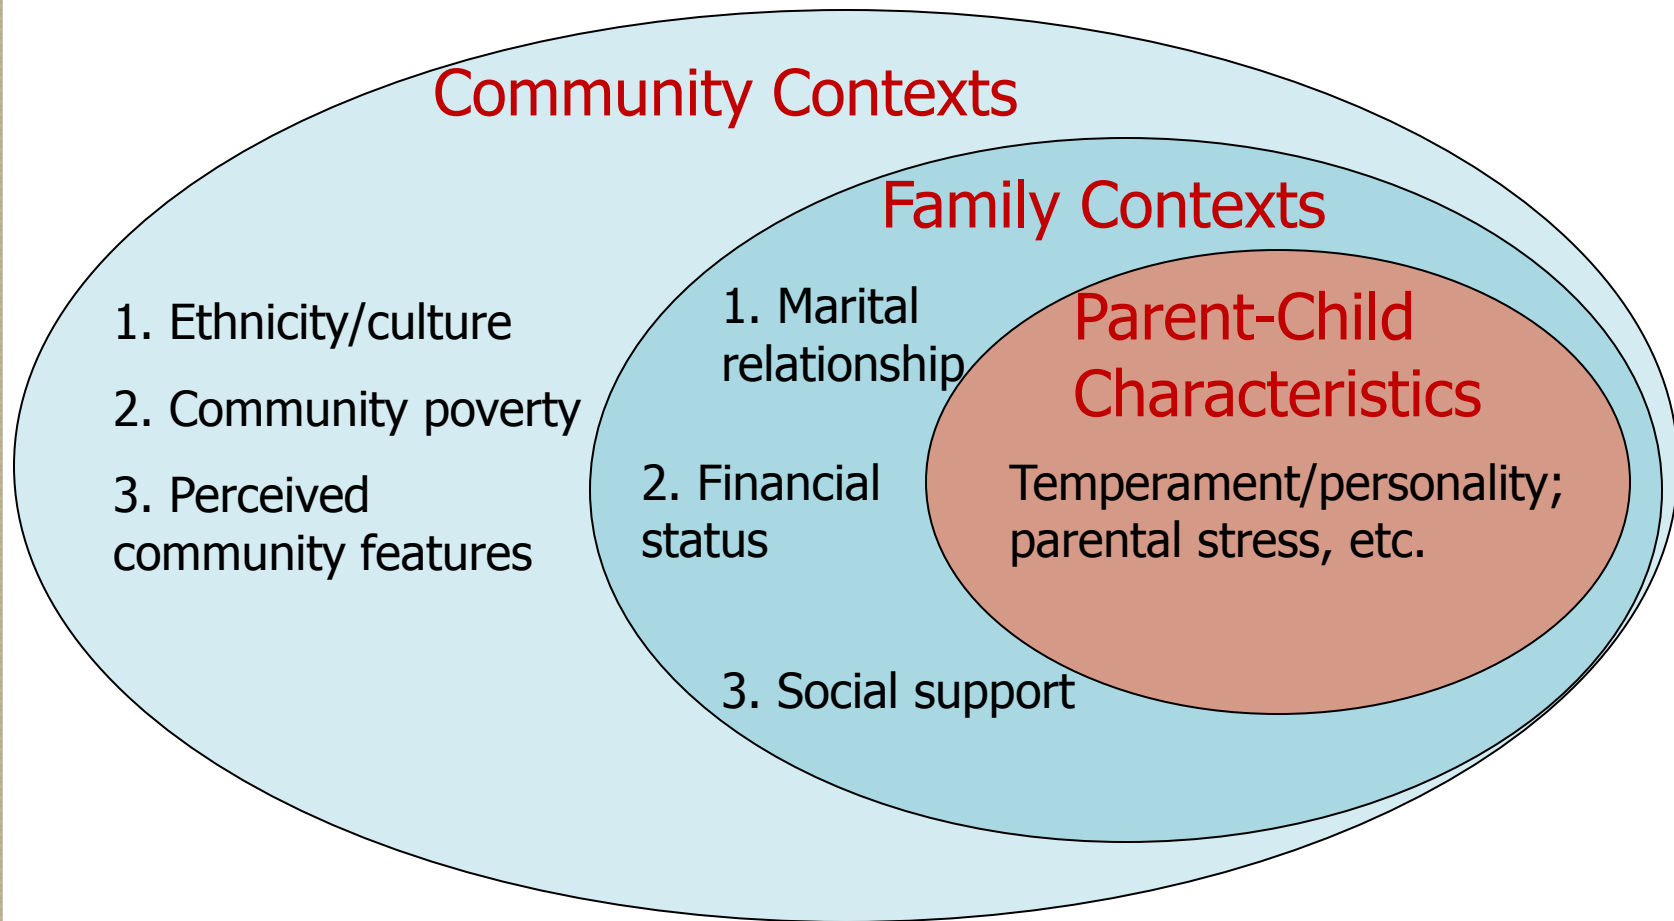 Community Contexts
Family Contexts
Parent-Child
Characteristics
1. Ethnicity/culture
2. Community poverty
3. Perceived
community features
1. Marital
relationship
2. Financial
status
3. Social support
Temperament/personality;
parental stress, etc.